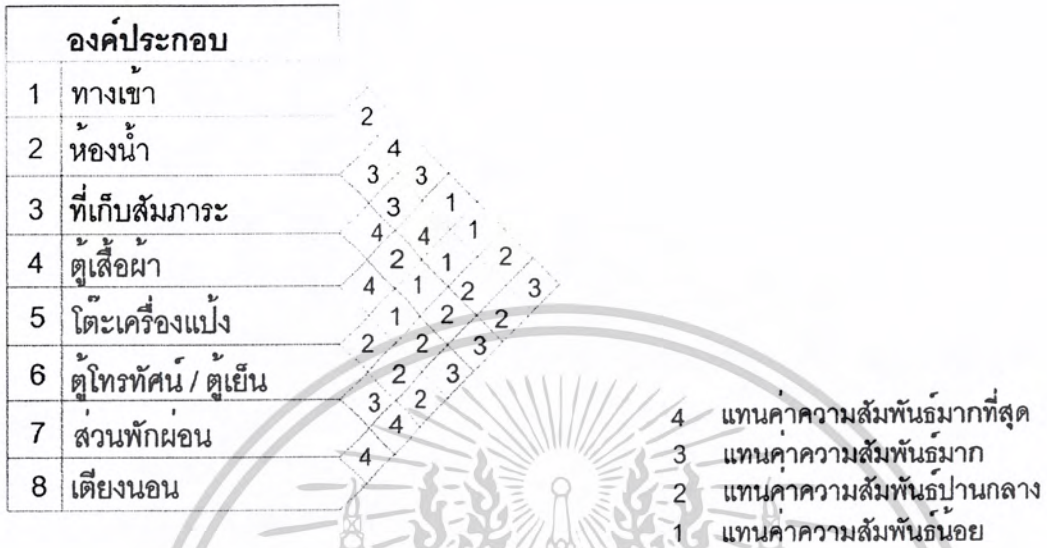 องค์ประกอบ
1 ทางเข้า
2
2 ห้องน้ำ 4
3 3
3 ที่เก็บสัมภาระ 3 1
4 4 1
4 ตู้เสื้อผ้า 2 1 2
4 1 2 3
5 โต๊ะเครื่องแป้ง 1 2 2
2 2 3
6 ตู้โทรทัศน์ / ตู้เย็น 2 3
3 2
7 ส่วนพักผ่อน 4
4
8 เตียงนอน
4 แทนค่าความสัมพันธ์มากที่สุด
3 แทนค่าความสัมพันธ์มาก
2 แทนค่าความสัมพันธ์ปานกลาง
1 แทนค่าความสัมพันธ์น้อย